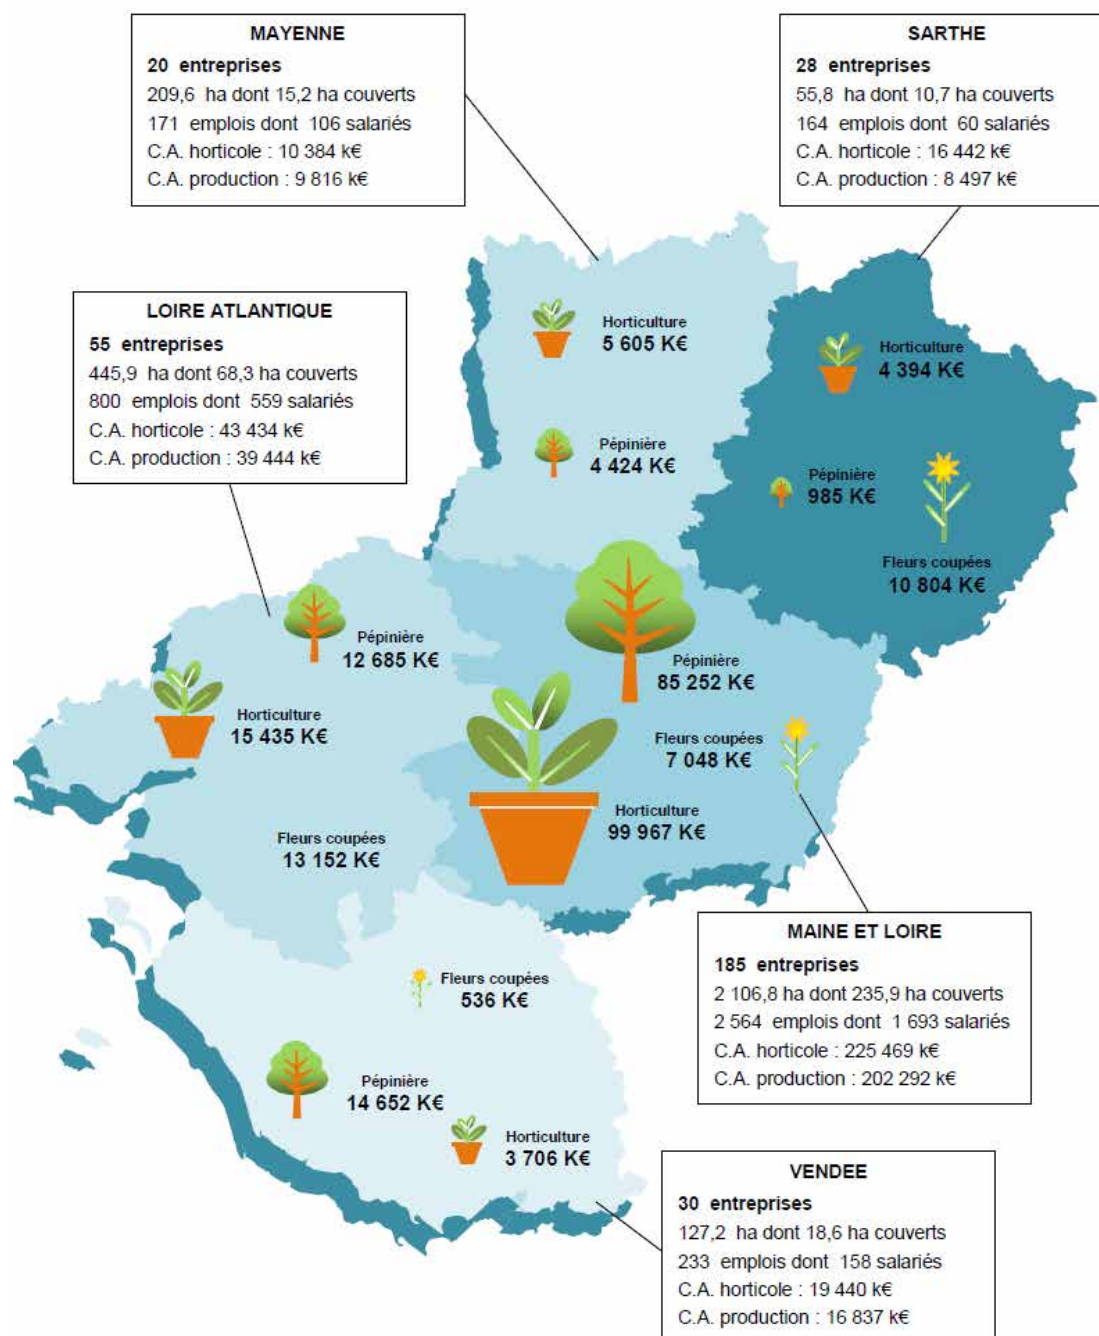 MAYENNE
20 entreprises
209,6 ha dont 15,2 ha couverts
171 emplois dont 106 salariés
C.A. horticole : 10 384 k€
C.A. production : 9 816 k€
SARTHE
28 entreprises
55,8 ha dont 10,7 ha couverts
164 emplois dont 60 salariés
C.A. horticole : 16 442 k€
C.A. production : 8 497 k€
LOIRE ATLANTIQUE
55 entreprises
445,9 ha dont 68,3 ha couverts
800 emplois dont 559 salariés
C.A. horticole : 43 434 k€
C.A. production : 39 444 k€
Horticulture
5 605 K€
Pépinière
4 424 K€
Horticulture
4 394 K€
Pépinière
985 K€
Fleurs coupées
10 804 K€
Pépinière
12 685 K€
Horticulture
15 435 K€
Fleurs coupées
13 152 K€
Pépinière
85 252 K€
Fleurs coupées
7 048 K€
Horticulture
99 967 K€
MAINE ET LOIRE
185 entreprises
2 106,8 ha dont 235,9 ha couverts
2 564 emplois dont 1 693 salariés
C.A. horticole : 225 469 k€
C.A. production : 202 292 k€
Fleurs coupées
536 K€
Pépinière
14 652 K€
Horticulture
3 706 K€
VENDEE
30 entreprises
127,2 ha dont 18,6 ha couverts
233 emplois dont 158 salariés
C.A. horticole : 19 440 k€
C.A. production : 16 837 k€